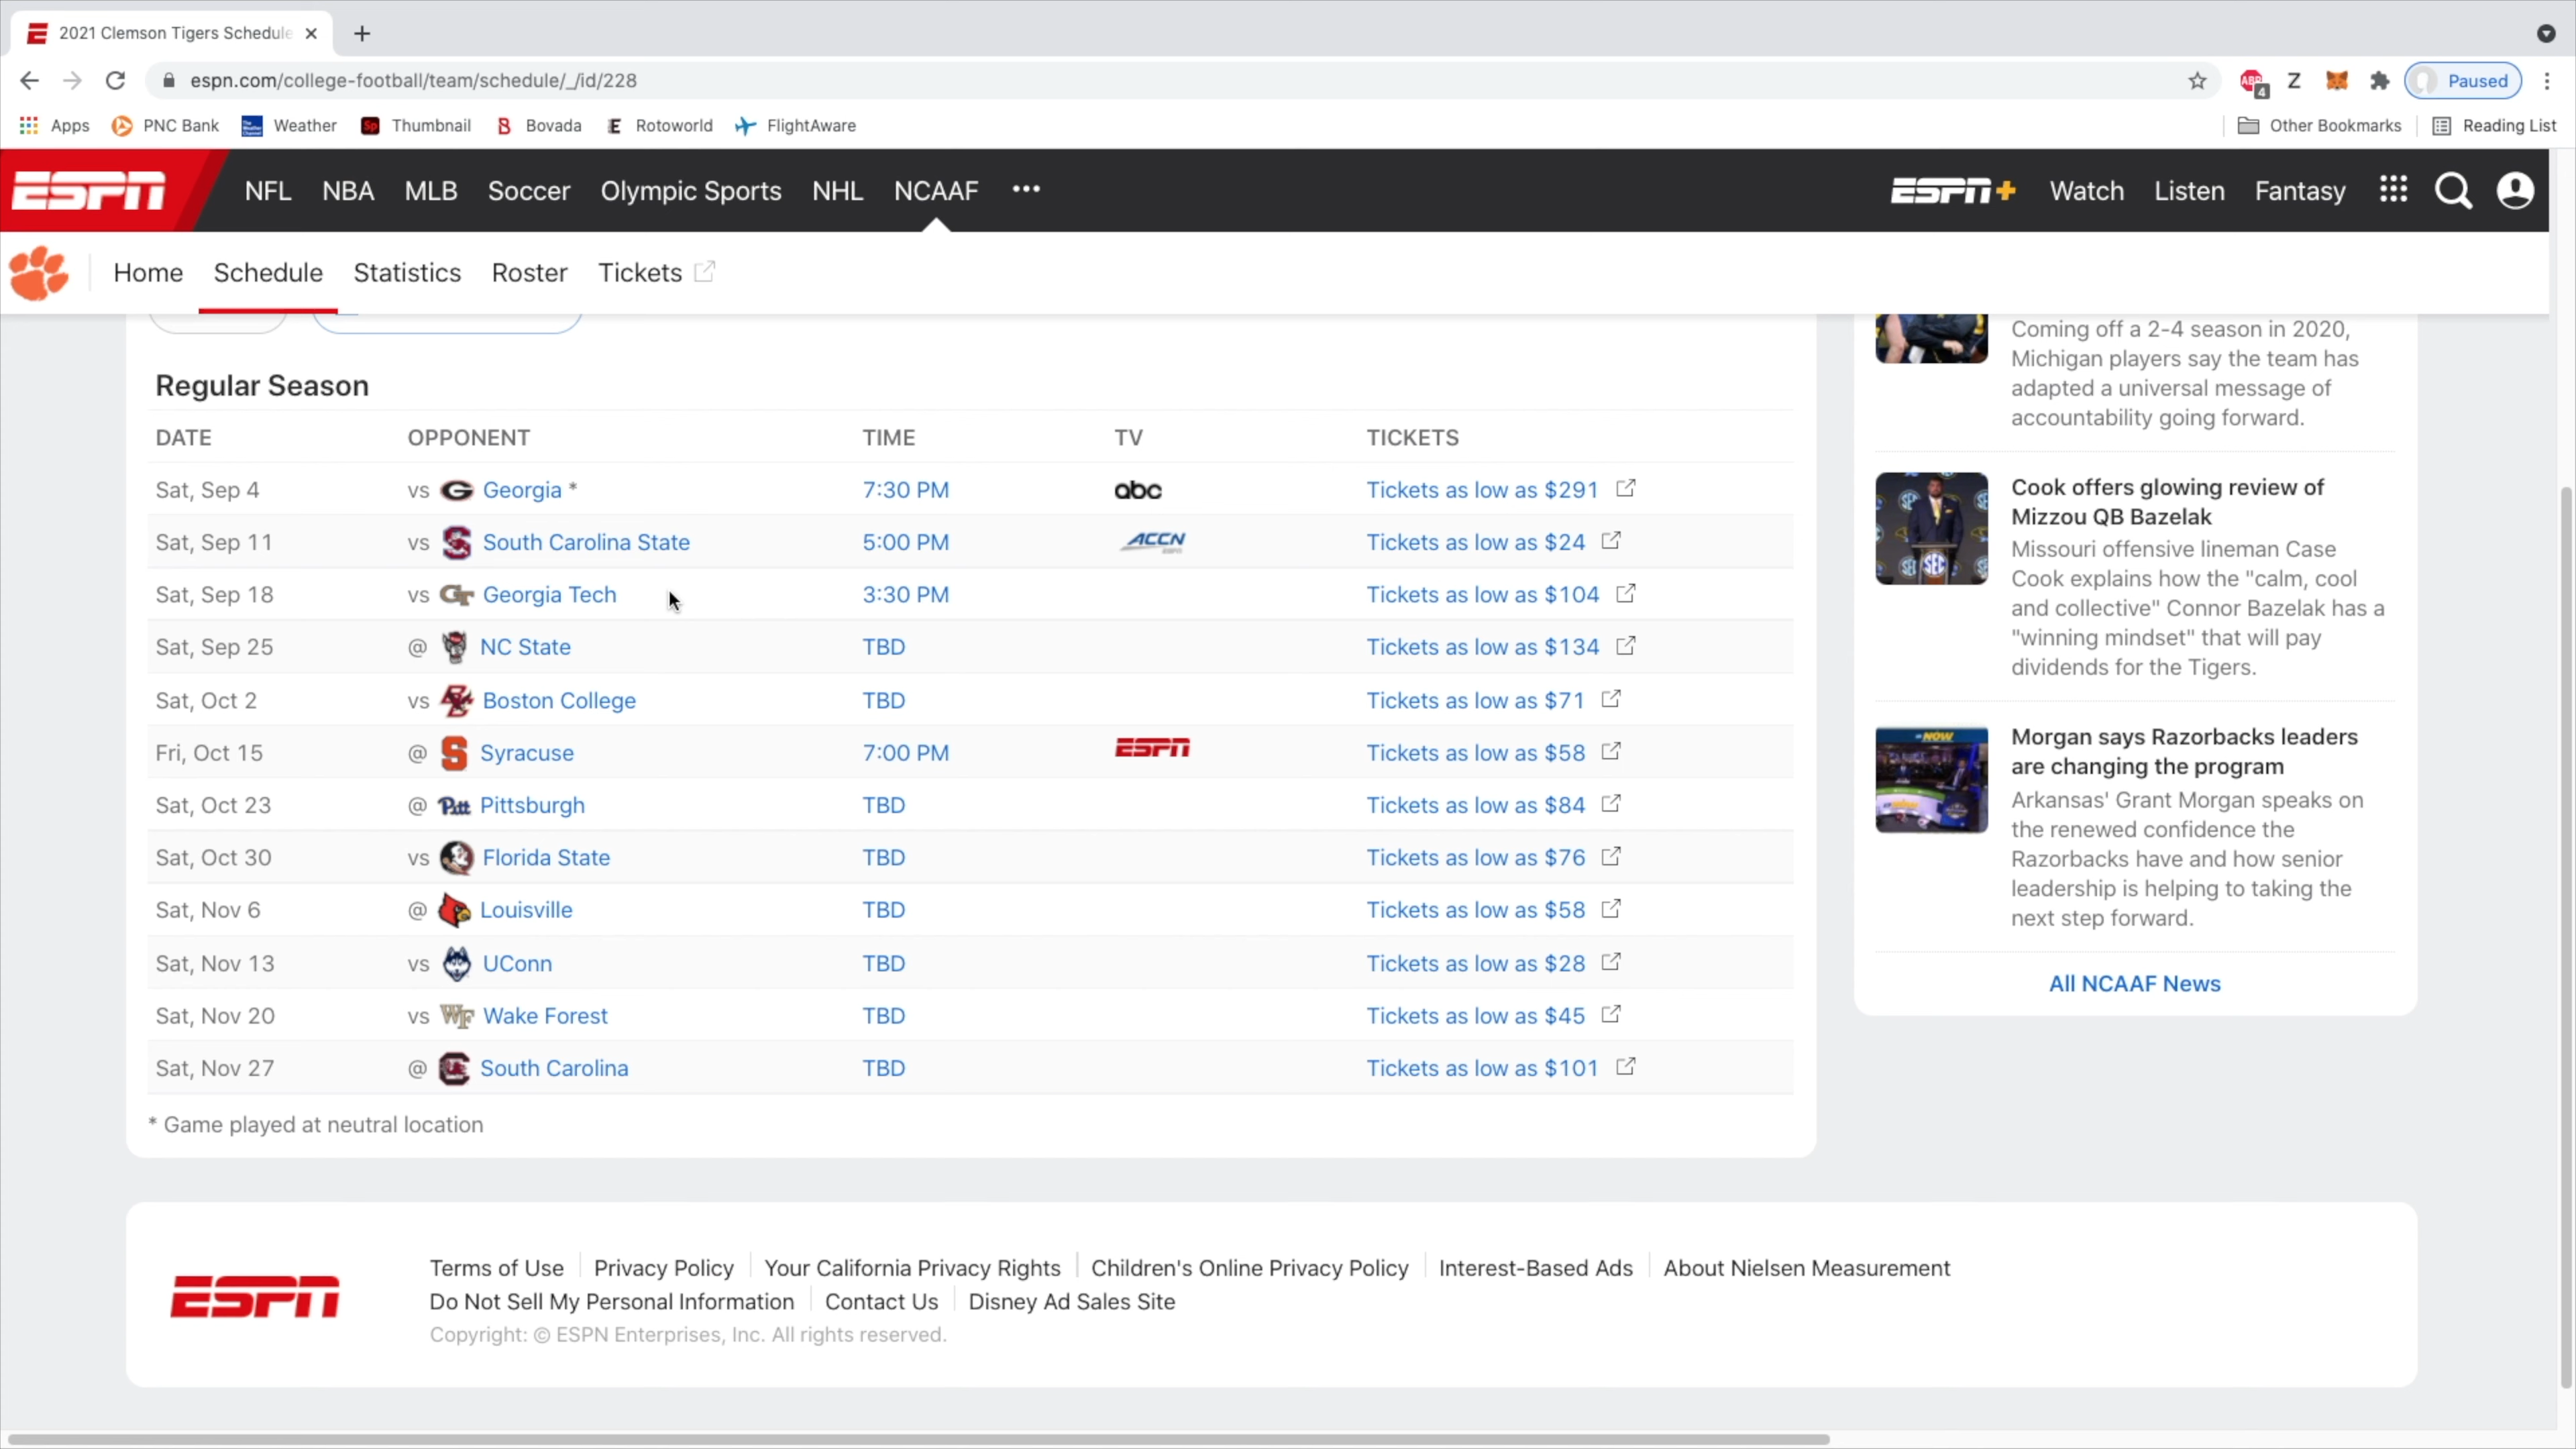 2021 Clemson Tigers Schedule
espn.com/college-football/team/schedule/_/id/228
ABP 4 Z Paused
Apps PNC Bank Weather Sp Thumbnail B Bovada E Rotoworld FlightAware Other Bookmarks Reading List
ESPN NFL NBA MLB Soccer Olympic Sports NHL NCAAF ••• ESPN+ Watch Listen Fantasy
Home Schedule Statistics Roster Tickets
Regular Season
DATE OPPONENT TIME TV TICKETS
Sat, Sep 4 vs G Georgia * 7:30 PM abc Tickets as low as $291
Sat, Sep 11 vs South Carolina State 5:00 PM ACCN ESPN Tickets as low as $24
Sat, Sep 18 vs GT Georgia Tech 3:30 PM Tickets as low as $104
Sat, Sep 25 @ NC State TBD Tickets as low as $134
Sat, Oct 2 vs BC Boston College TBD Tickets as low as $71
Fri, Oct 15 @ S Syracuse 7:00 PM ESPN Tickets as low as $58
Sat, Oct 23 @ Pitt Pittsburgh TBD Tickets as low as $84
Sat, Oct 30 vs Florida State TBD Tickets as low as $76
Sat, Nov 6 @ Louisville TBD Tickets as low as $58
Sat, Nov 13 vs UConn TBD Tickets as low as $28
Sat, Nov 20 vs WF Wake Forest TBD Tickets as low as $45
Sat, Nov 27 @ C South Carolina TBD Tickets as low as $101
* Game played at neutral location
Coming off a 2-4 season in 2020,
Michigan players say the team has
adapted a universal message of
accountability going forward.
SEC
Cook offers glowing review of
Mizzou QB Bazelak
Missouri offensive lineman Case
Cook explains how the "calm, cool
and collective" Connor Bazelak has a
"winning mindset" that will pay
dividends for the Tigers.
NOW
Morgan says Razorbacks leaders
are changing the program
Arkansas' Grant Morgan speaks on
the renewed confidence the
Razorbacks have and how senior
leadership is helping to taking the
next step forward.
All NCAAF News
ESPN
Terms of Use Privacy Policy Your California Privacy Rights Children's Online Privacy Policy Interest-Based Ads About Nielsen Measurement
Do Not Sell My Personal Information Contact Us Disney Ad Sales Site
Copyright: © ESPN Enterprises, Inc. All rights reserved.